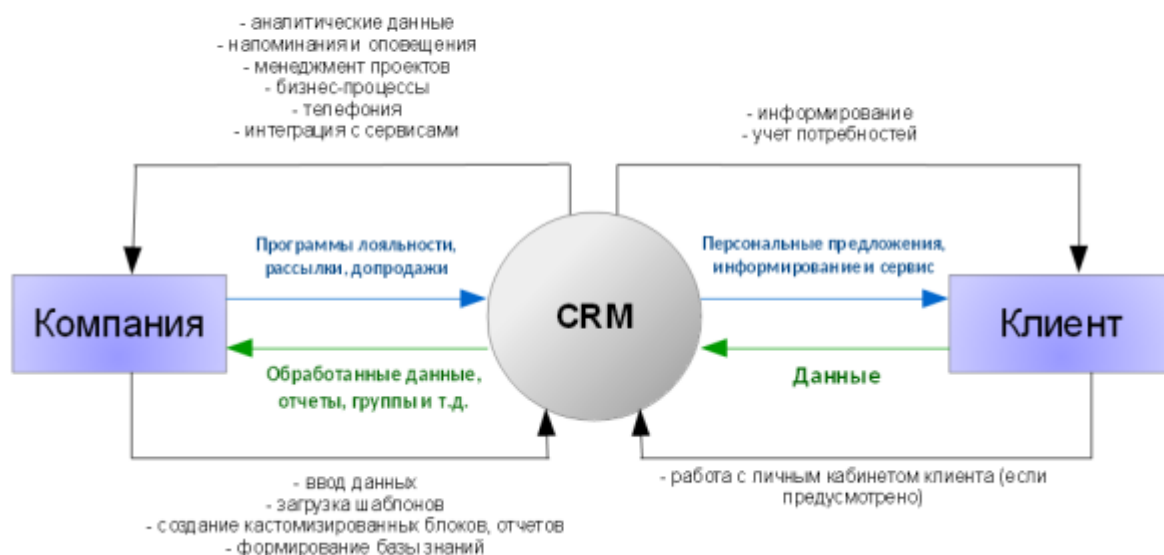 - аналитические данные
- напоминания и оповещения
- менеджмент проектов
- бизнес-процессы
- телефония
- интеграция с сервисами
- информирование
- учет потребностей
Программы лояльности,
рассылки, допродажи
Персональные предложения,
информирование и сервис
Компания
CRM
Клиент
Обработанные данные,
отчеты, группы и т.д.
Данные
- ввод данных
- загрузка шаблонов
- создание кастомизированных блоков, отчетов
- формирование базы знаний
- работа с личным кабинетом клиента (если
предусмотрено)